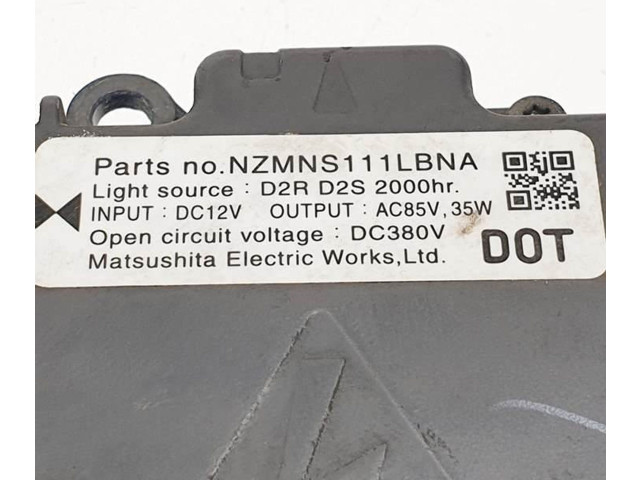 Parts no.NZMNS111LBNA
Light source : D2R D2S 2000hr.
INPUT : DC12V OUTPUT : AC85V, 35W
Open circuit voltage : DC380V
Matsushita Electric Works,Ltd.
DOT